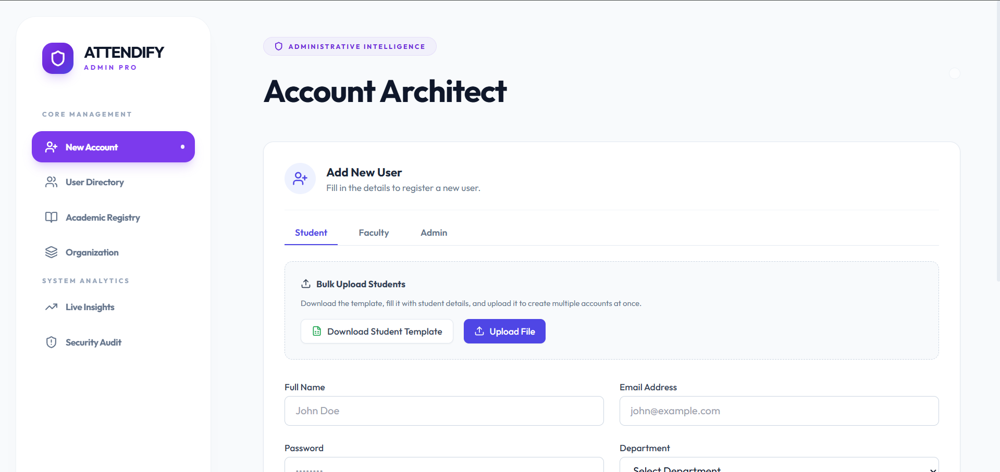 ATTENDIFY
ADMIN PRO
CORE MANAGEMENT
New Account
User Directory
Academic Registry
Organization
SYSTEM ANALYTICS
Live Insights
Security Audit
ADMINISTRATIVE INTELLIGENCE
Account Architect
Add New User
Fill in the details to register a new user.
Student Faculty Admin
Bulk Upload Students
Download the template, fill it with student details, and upload it to create multiple accounts at once.
Download Student Template Upload File
Full Name Email Address
John Doe john@example.com
Password Department
Select Department